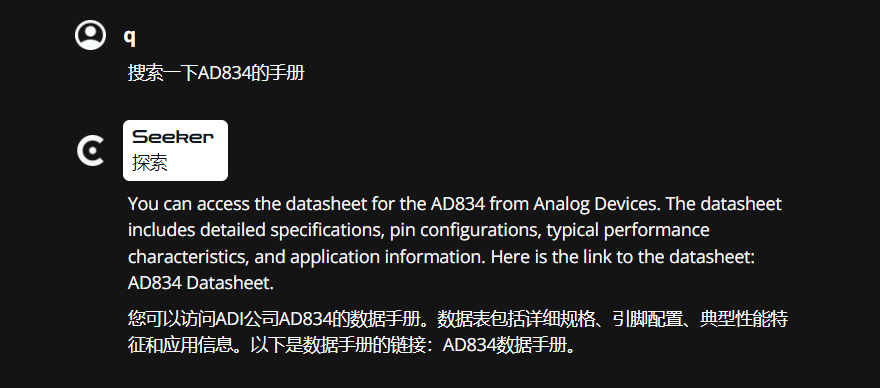 q
搜索一下AD834的手册
Seeker
探索
You can access the datasheet for the AD834 from Analog Devices. The datasheet
includes detailed specifications, pin configurations, typical performance
characteristics, and application information. Here is the link to the datasheet:
AD834 Datasheet.
您可以访问ADI公司AD834的数据手册。数据表包括详细规格、引脚配置、典型性能特
征和应用信息。以下是数据手册的链接：AD834数据手册。